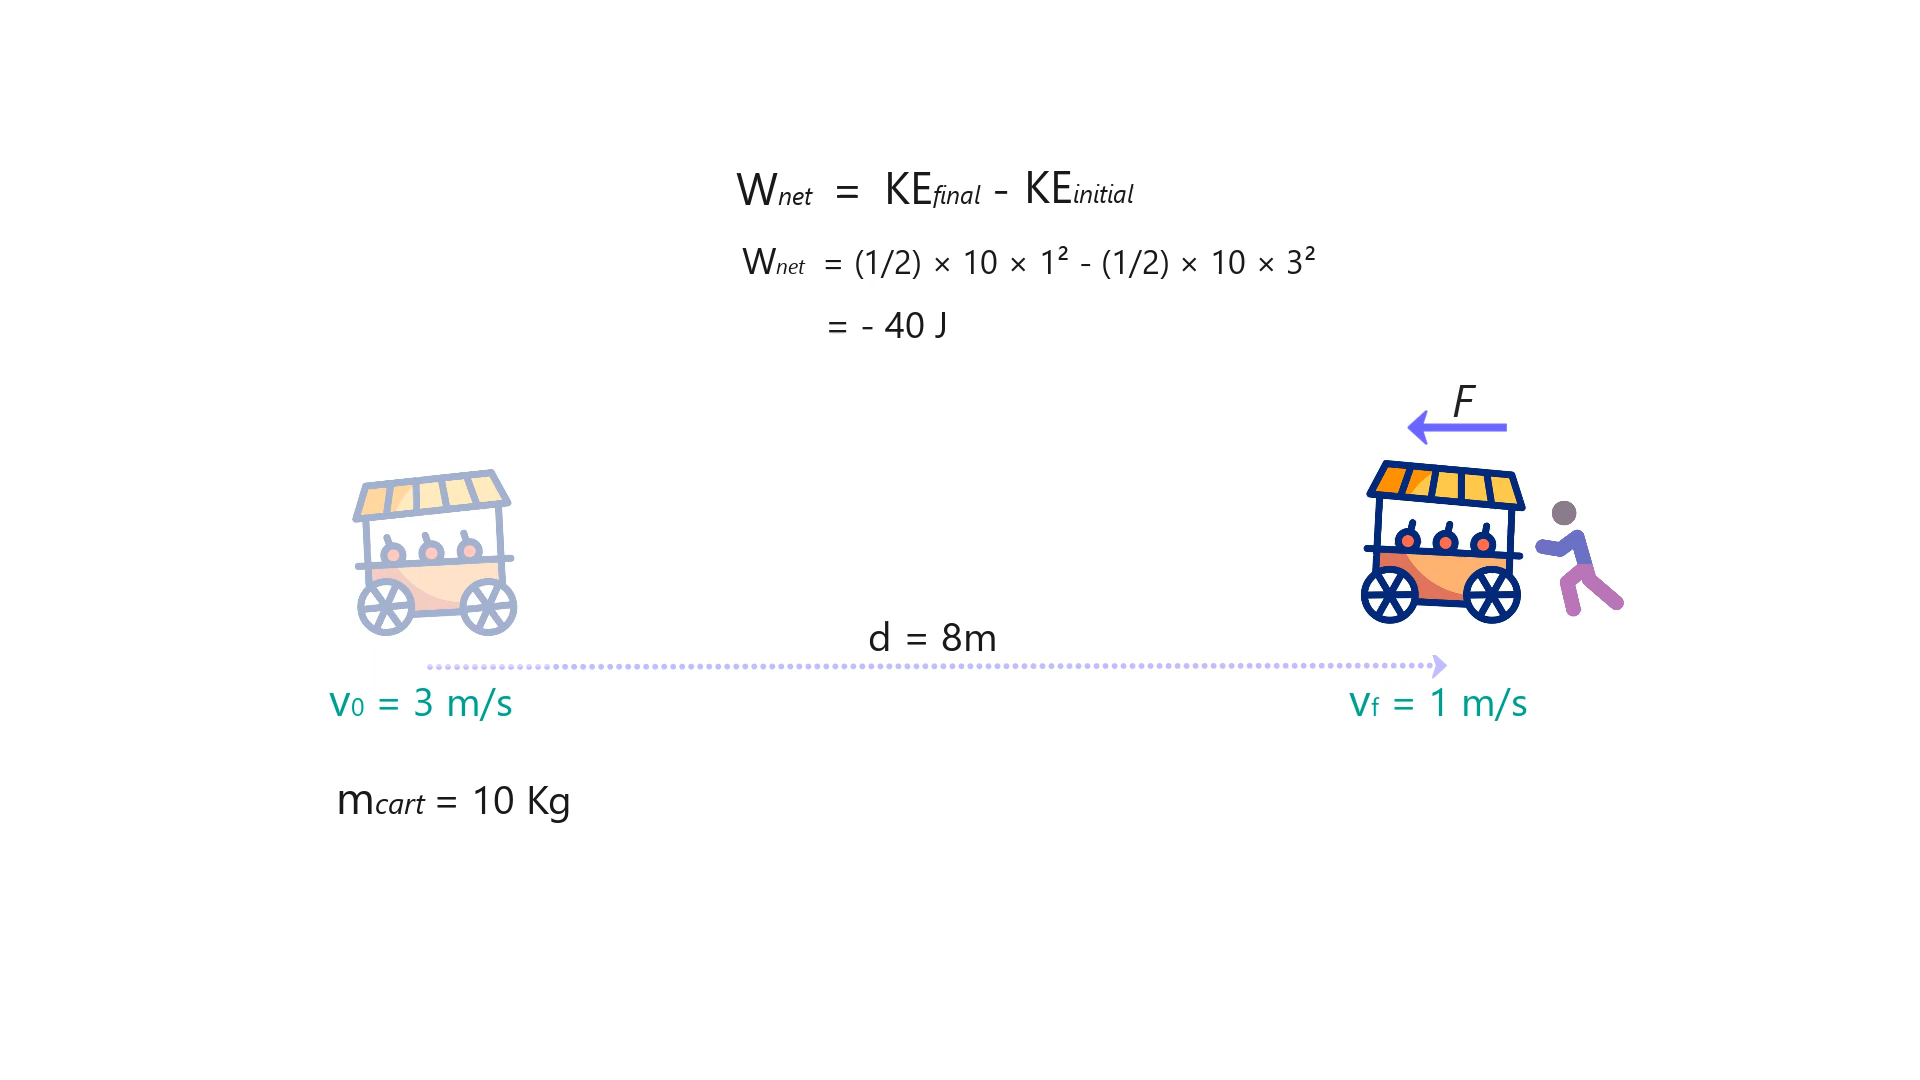 Wnet = KEfinal - KEinitial
Wnet = (1/2) × 10 × 1² - (1/2) × 10 × 3²
= - 40 J
F
d = 8m
v0 = 3 m/s
vf = 1 m/s
mcart = 10 Kg